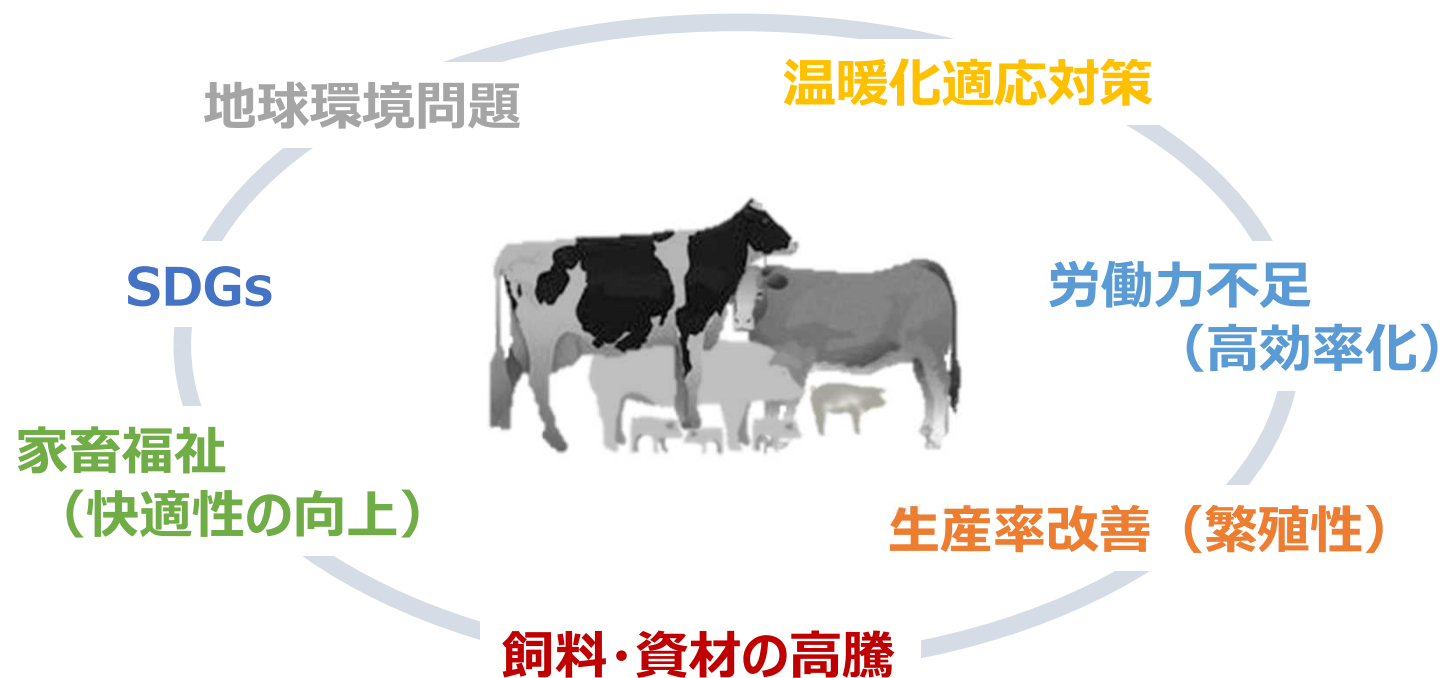 温暖化適応対策
地球環境問題
SDGs
労働力不足
（高効率化）
家畜福祉
（快適性の向上）
生産率改善（繁殖性）
飼料・資材の高騰